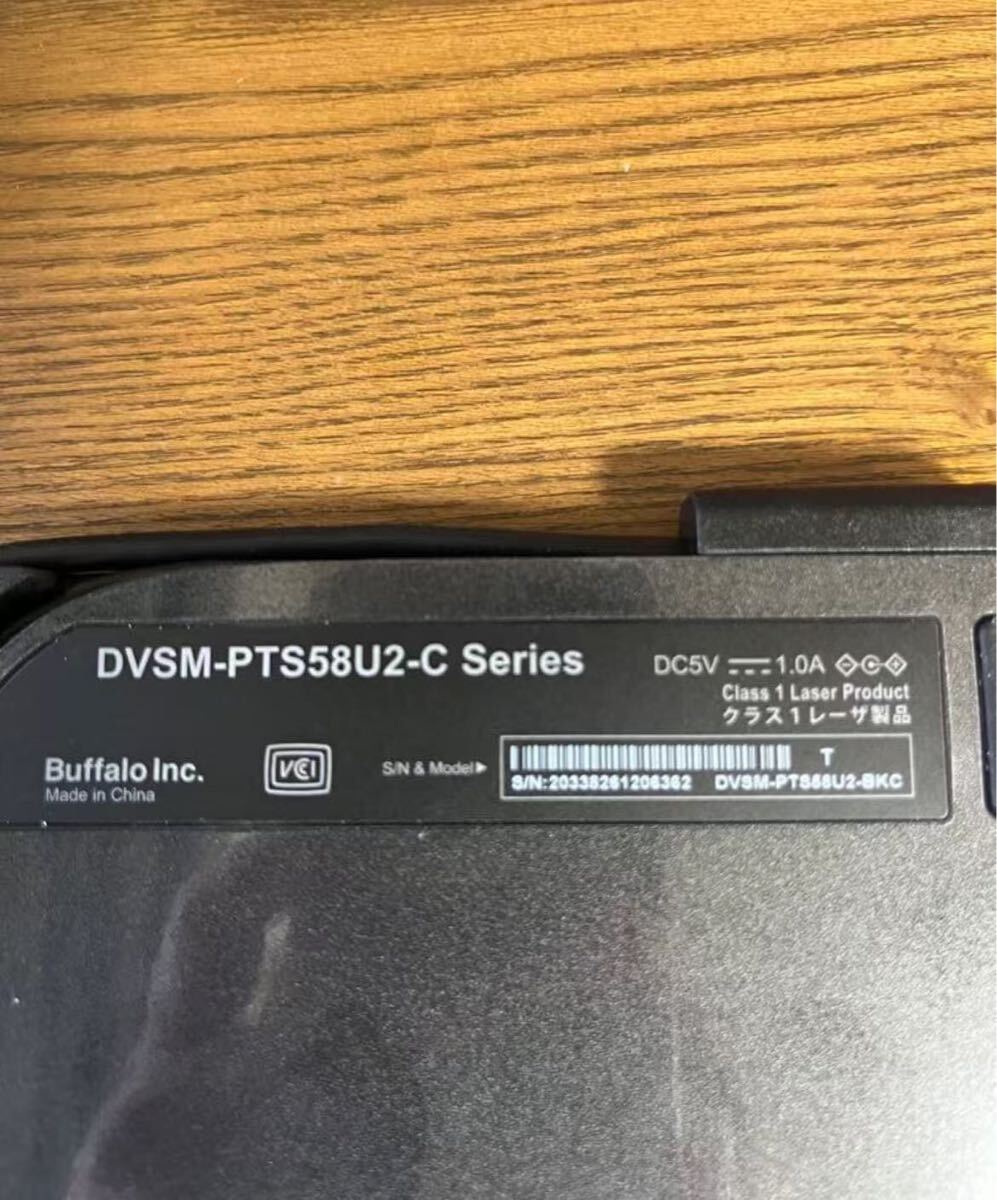 DVSM-PTS58U2-C Series
DC5V ⎓ 1.0A
Class 1 Laser Product
クラス1レーザ製品
Buffalo Inc.
Made in China
VCI
S/N & Model▶
T
S/N:20338261206362 DVSM-PTS58U2-BKC